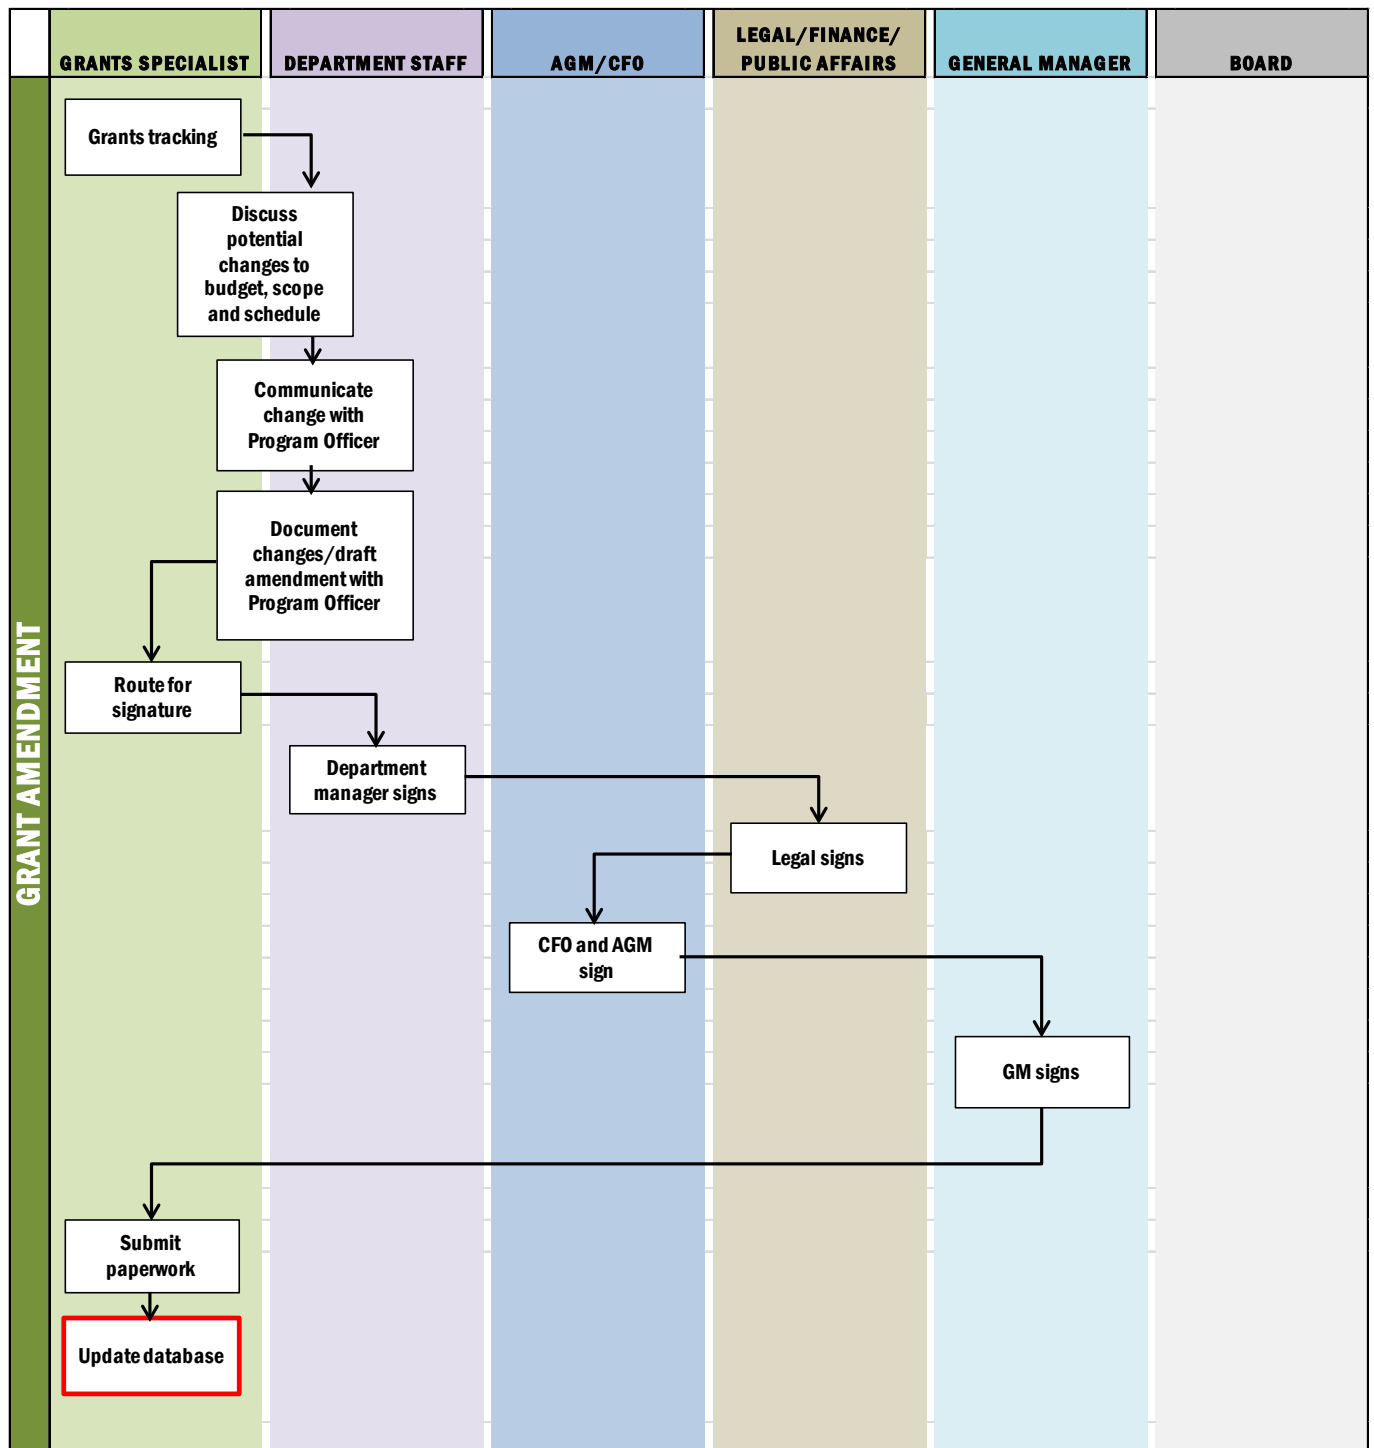 GRANTS SPECIALIST
DEPARTMENT STAFF
AGM/CFO
LEGAL/FINANCE/
PUBLIC AFFAIRS
GENERAL MANAGER
BOARD
GRANT AMENDMENT
Grants tracking
Discuss
potential
changes to
budget, scope
and schedule
Communicate
change with
Program Officer
Document
changes/draft
amendment with
Program Officer
Route for
signature
Department
manager signs
Legal signs
CFO and AGM
sign
GM signs
Submit
paperwork
Update database